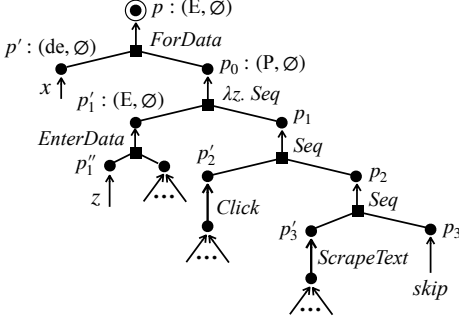 p : (E, ∅)
ForData
p′ : (de, ∅)
p₀ : (P, ∅)
x
λz. Seq
p′₁ : (E, ∅)
p₁
EnterData
Seq
p″₁
p′₂
p₂
z
...
Click
Seq
p′₃
p₃
...
ScrapeText
skip
...